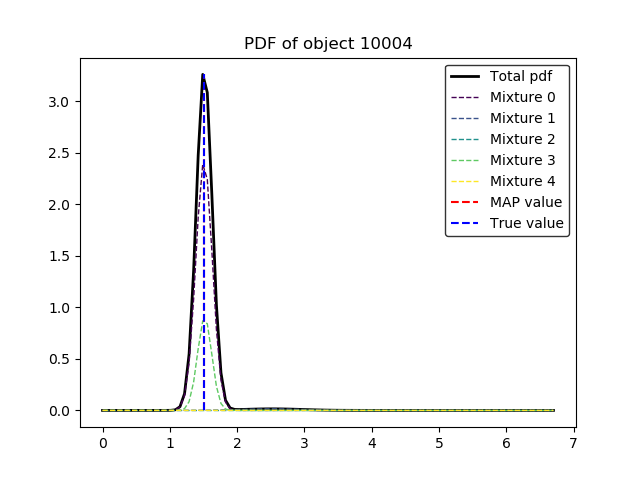 PDF of object 10004
Total pdf
Mixture 0
Mixture 1
Mixture 2
Mixture 3
Mixture 4
MAP value
True value
3.0
2.5
2.0
1.5
1.0
0.5
0.0
0 1 2 3 4 5 6 7